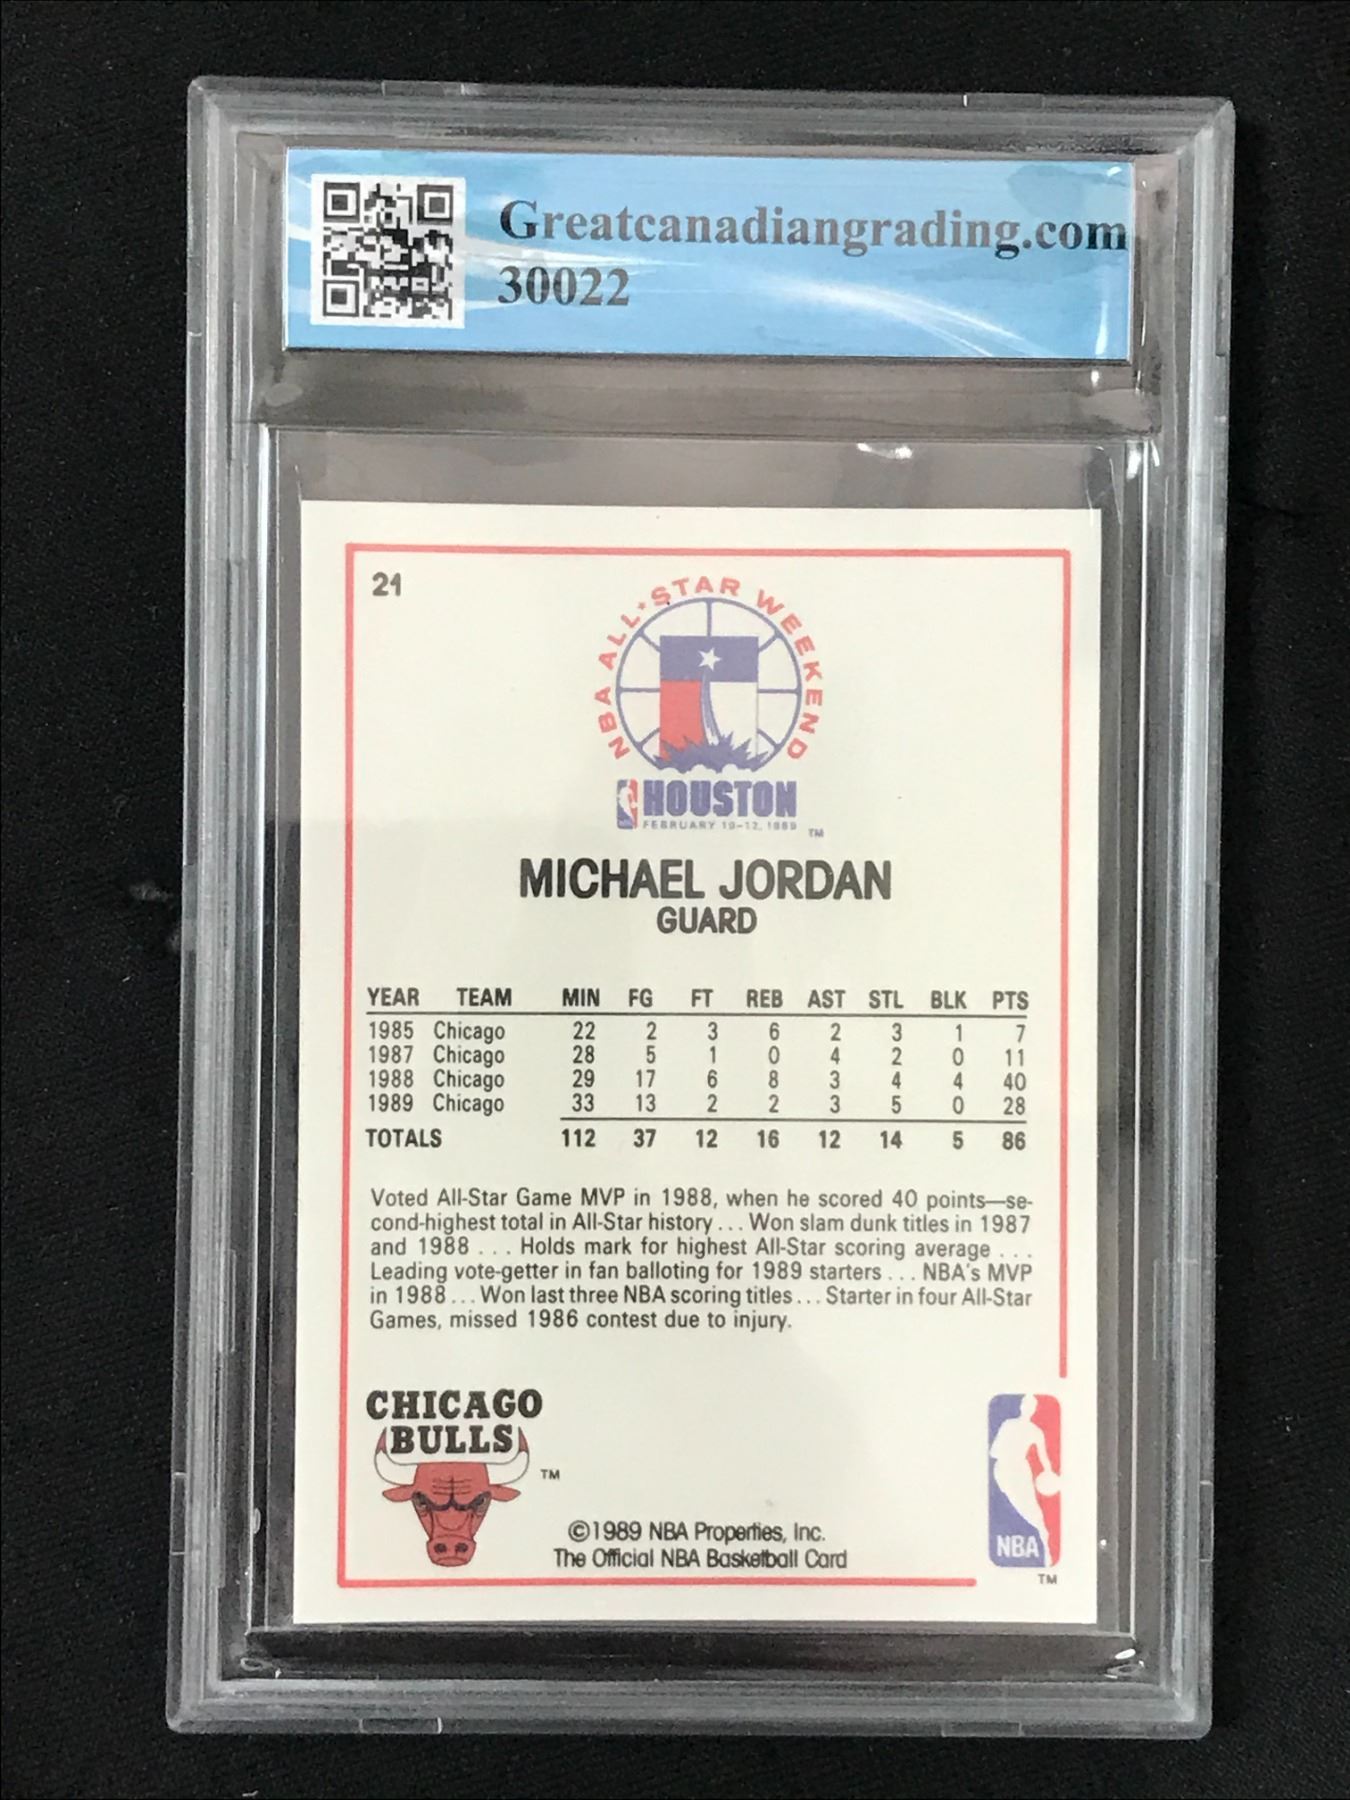 Greatcanadiangrading.com
30022
21
NBA ALL★STAR WEEKEND
HOUSTON
FEBRUARY 10-12, 1989 TM
MICHAEL JORDAN
GUARD
YEAR TEAM MIN FG FT REB AST STL BLK PTS
1985 Chicago 22 2 3 6 2 3 1 7
1987 Chicago 28 5 1 0 4 2 0 11
1988 Chicago 29 17 6 8 3 4 4 40
1989 Chicago 33 13 2 2 3 5 0 28
TOTALS 112 37 12 16 12 14 5 86
Voted All-Star Game MVP in 1988, when he scored 40 points—se-
cond-highest total in All-Star history . . . Won slam dunk titles in 1987
and 1988 . . . Holds mark for highest All-Star scoring average . . .
Leading vote-getter in fan balloting for 1989 starters . . . NBA's MVP
in 1988 . . . Won last three NBA scoring titles . . . Starter in four All-Star
Games, missed 1986 contest due to injury.
CHICAGO
BULLS
TM
©1989 NBA Properties, Inc.
The Official NBA Basketball Card
NBA
TM